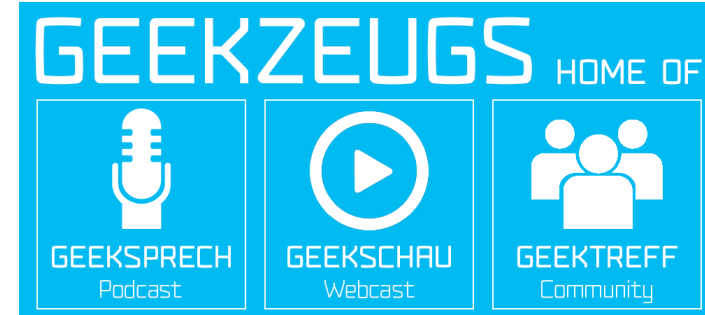 GEEKZEUGS HOME OF
GEEKSPRECH
Podcast
GEEKSCHAU
Webcast
GEEKTREFF
Community